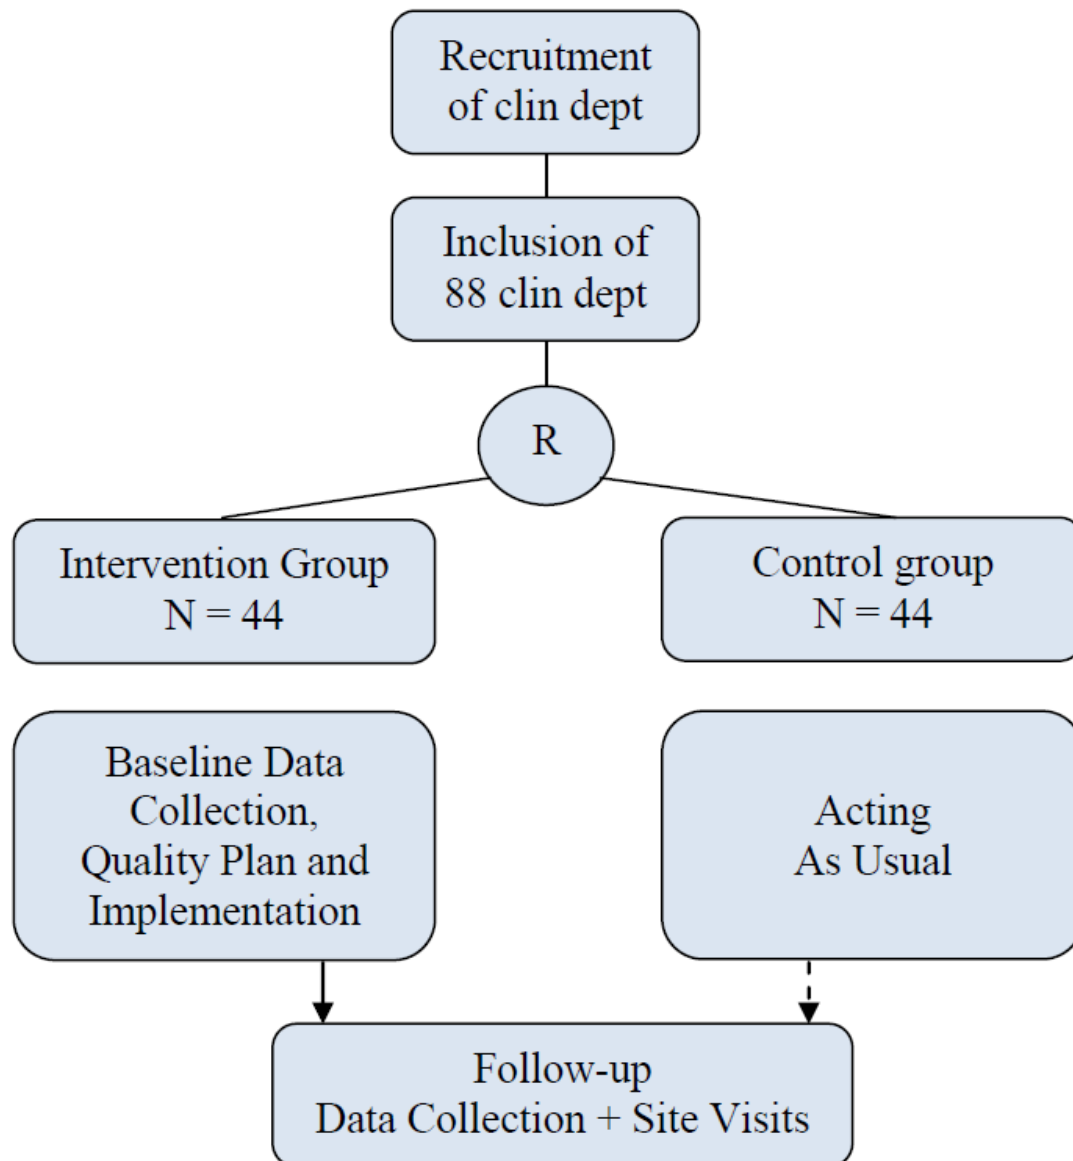 Recruitment
of clin dept
Inclusion of
88 clin dept
R
Intervention Group
N = 44
Control group
N = 44
Baseline Data
Collection,
Quality Plan and
Implementation
Acting
As Usual
Follow-up
Data Collection + Site Visits